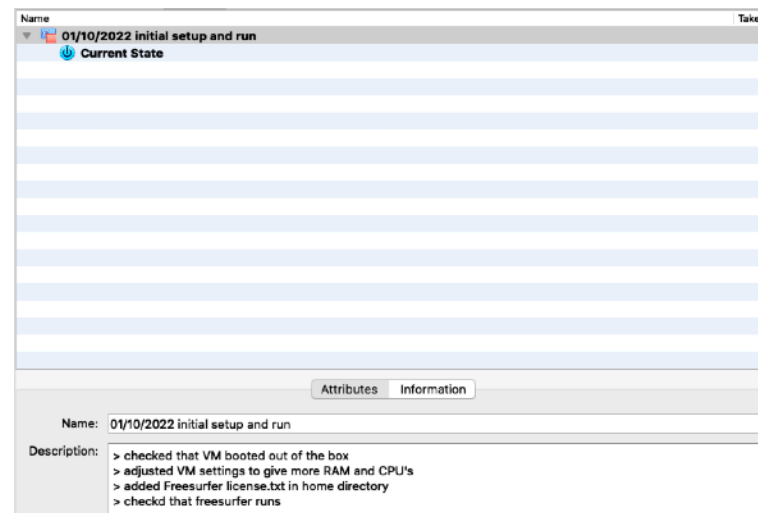 Name Take
01/10/2022 initial setup and run
Current State
Attributes Information
Name: 01/10/2022 initial setup and run
Description: > checked that VM booted out of the box
> adjusted VM settings to give more RAM and CPU's
> added Freesurfer license.txt in home directory
> checkd that freesurfer runs